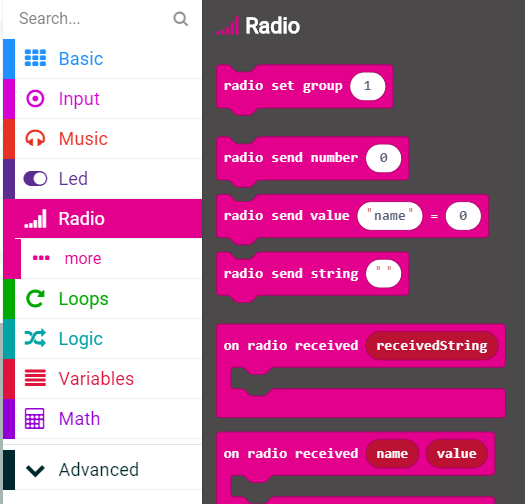 Search...
Basic
Input
Music
Led
Radio
more
Loops
Logic
Variables
Math
Advanced
Radio
radio set group 1
radio send number 0
radio send value "name" = 0
radio send string " "
on radio received receivedString
on radio received name value